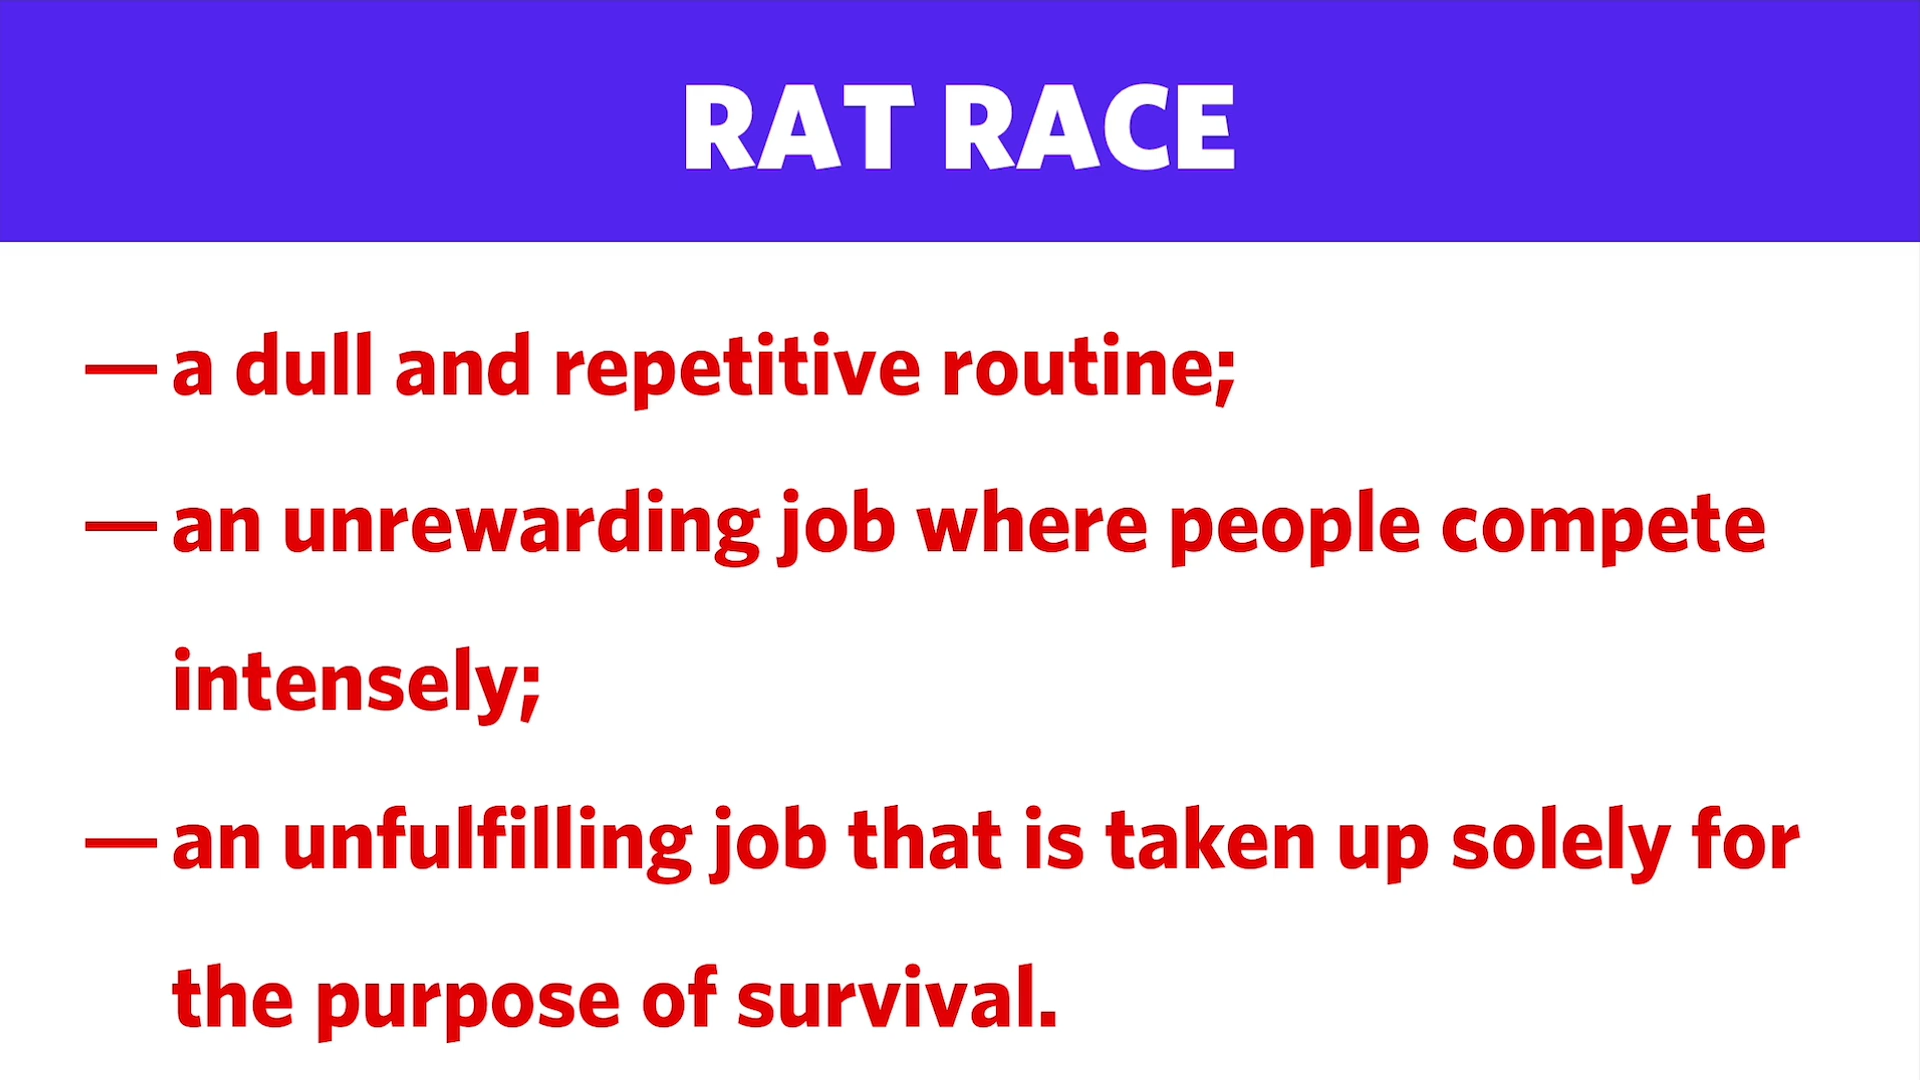 RAT RACE
— a dull and repetitive routine;
— an unrewarding job where people compete
intensely;
— an unfulfilling job that is taken up solely for
the purpose of survival.